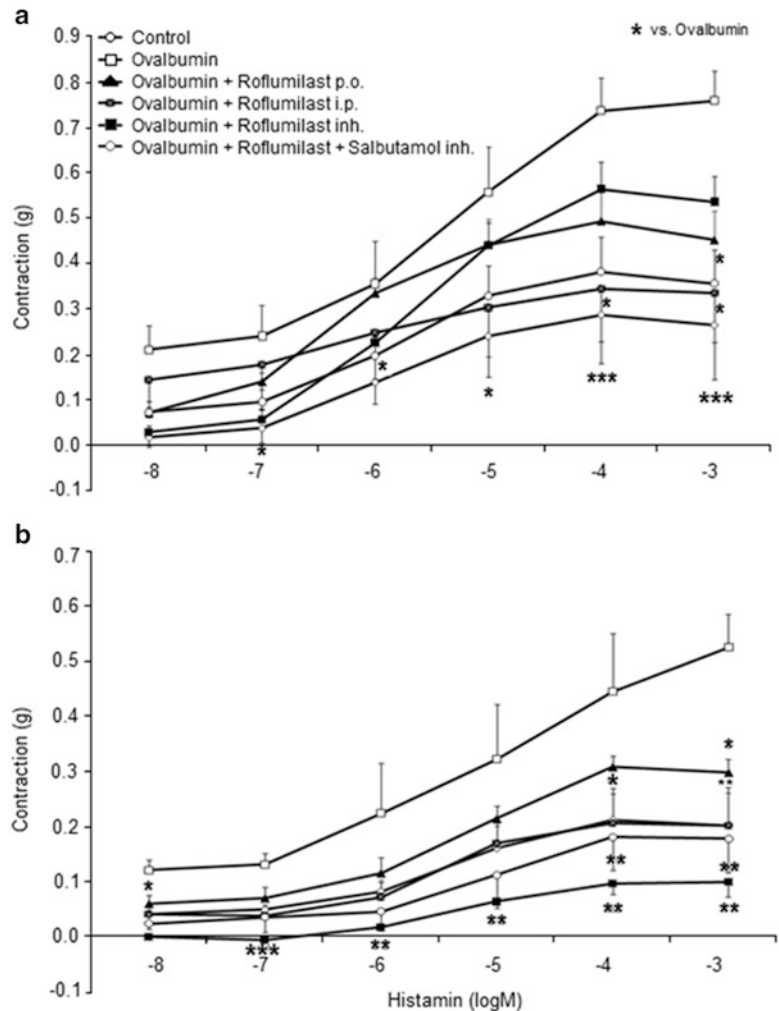 a
* vs. Ovalbumin
Control
Ovalbumin
Ovalbumin + Roflumilast p.o.
Ovalbumin + Roflumilast i.p.
Ovalbumin + Roflumilast inh.
Ovalbumin + Roflumilast + Salbutamol inh.
Contraction (g)
0.9
0.8
0.7
0.6
0.5
0.4
0.3
0.2
0.1
0.0
-0.1
-8 -7 -6 -5 -4 -3
*
*
*
*
***
*
*
***
b
Contraction (g)
0.7
0.6
0.5
0.4
0.3
0.2
0.1
0.0
-0.1
-8 -7 -6 -5 -4 -3
*
***
**
**
*
**
**
*
**
**
**
Histamin (logM)